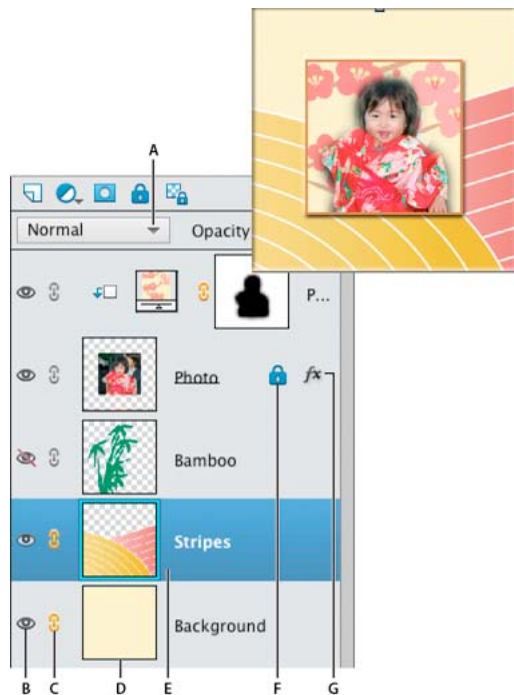 A
Normal
Opacity
P...
Photo
fx
Bamboo
Stripes
Background
B
C
D
E
F
G